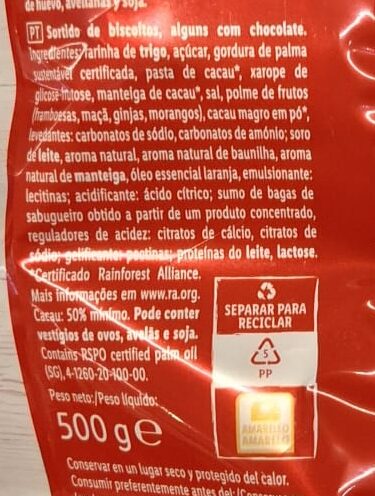 de huevo, avellanas y soja.
PT Sortido de biscoitos, alguns com chocolate.
Ingredientes: farinha de trigo, açúcar, gordura de palma
sustentável certificada, pasta de cacau*, xarope de
glicose-frutose, manteiga de cacau*, sal, polme de frutos
(framboesas, maçã, ginjas, morangos), cacau magro em pó*,
levedantes: carbonatos de sódio, carbonatos de amónio; soro
de leite, aroma natural, aroma natural de baunilha, aroma
natural de manteiga, óleo essencial laranja, emulsionante:
lecitinas; acidificante: ácido cítrico; sumo de bagas de
sabugueiro obtido a partir de um produto concentrado,
reguladores de acidez: citratos de cálcio, citratos de
sódio; gelificante: pectinas; proteínas do leite, lactose.
*Certificado Rainforest Alliance.
Mais informações em www.ra.org.
Cacau: 50% mínimo. Pode conter
vestígios de ovos, avelãs e soja.
Contains RSPO certified palm oil
(SG), 4-1260-20-100-00.
Peso neto:/Peso líquido:
500 g e
SEPARAR PARA
RECICLAR
5
PP
AMARILLO
AMARELO
Conservar en un lugar seco y protegido del calor.
Consumir preferentemente antes del: